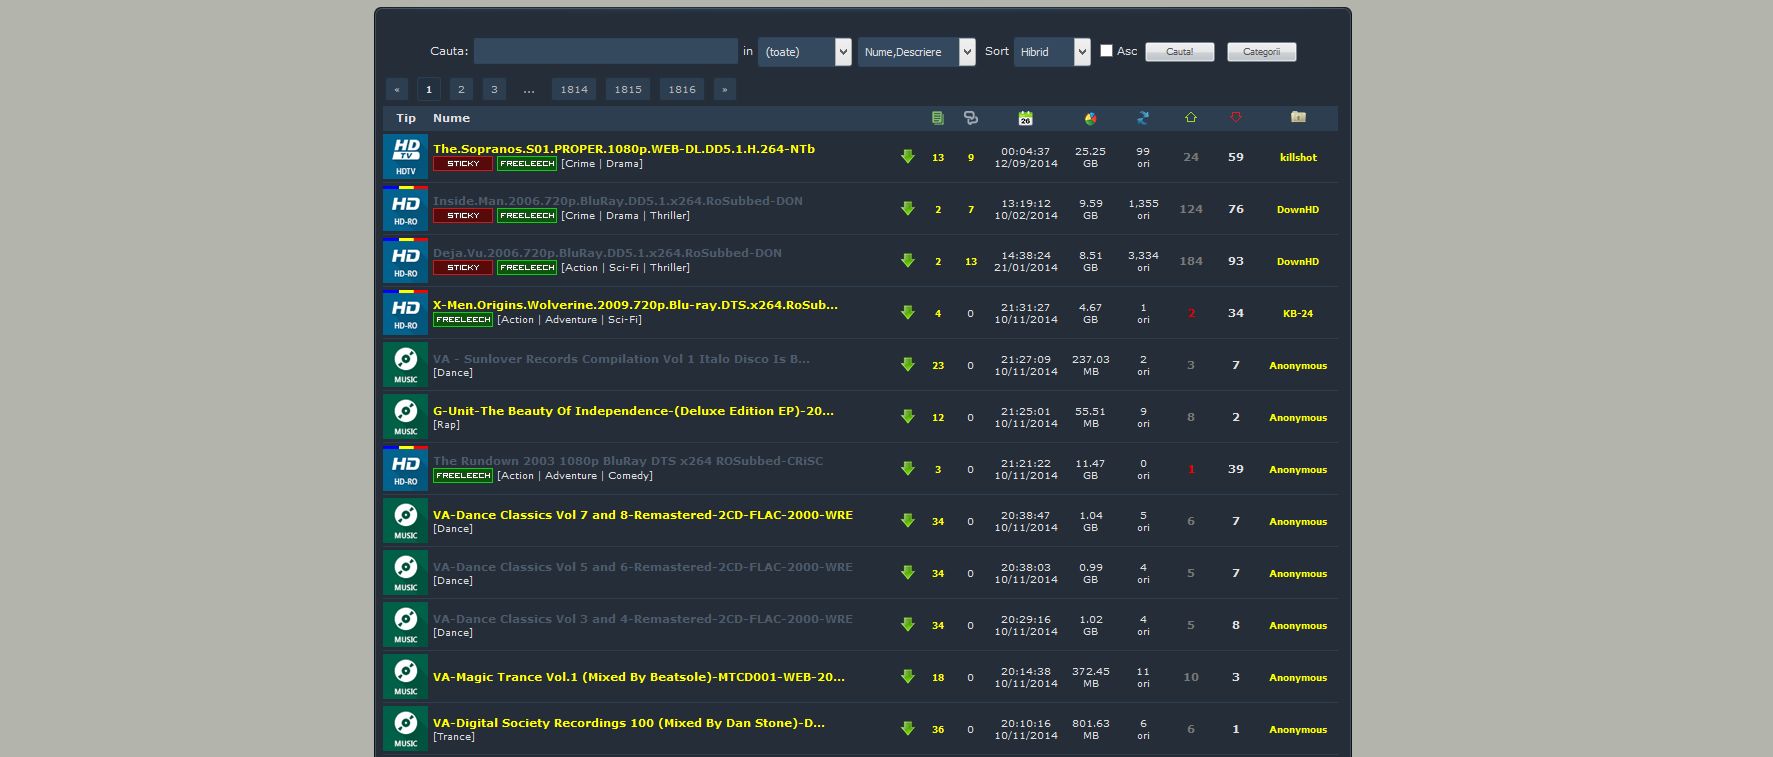 Cauta: in (toate) Nume,Descriere Sort Hibrid Asc Cauta! Categorii
« 1 2 3 ... 1814 1815 1816 »
Tip Nume 26
HD TV HDTV The.Sopranos.S01.PROPER.1080p.WEB-DL.DD5.1.H.264-NTb
STICKY FREELEECH [Crime | Drama] 13 9 00:04:37 12/09/2014 25.25 GB 99 ori 24 59 killshot
HD HD-RO Inside.Man.2006.720p.BluRay.DD5.1.x264.RoSubbed-DON
STICKY FREELEECH [Crime | Drama | Thriller] 2 7 13:19:12 10/02/2014 9.59 GB 1,355 ori 124 76 DownHD
HD HD-RO Deja.Vu.2006.720p.BluRay.DD5.1.x264.RoSubbed-DON
STICKY FREELEECH [Action | Sci-Fi | Thriller] 2 13 14:38:24 21/01/2014 8.51 GB 3,334 ori 184 93 DownHD
HD HD-RO X-Men.Origins.Wolverine.2009.720p.Blu-ray.DTS.x264.RoSub...
FREELEECH [Action | Adventure | Sci-Fi] 4 0 21:31:27 10/11/2014 4.67 GB 1 ori 2 34 KB-24
MUSIC VA - Sunlover Records Compilation Vol 1 Italo Disco Is B...
[Dance] 23 0 21:27:09 10/11/2014 237.03 MB 2 ori 3 7 Anonymous
MUSIC G-Unit-The Beauty Of Independence-(Deluxe Edition EP)-20...
[Rap] 12 0 21:25:01 10/11/2014 55.51 MB 9 ori 8 2 Anonymous
HD HD-RO The Rundown 2003 1080p BluRay DTS x264 ROSubbed-CRiSC
FREELEECH [Action | Adventure | Comedy] 3 0 21:21:22 10/11/2014 11.47 GB 0 ori 1 39 Anonymous
MUSIC VA-Dance Classics Vol 7 and 8-Remastered-2CD-FLAC-2000-WRE
[Dance] 34 0 20:38:47 10/11/2014 1.04 GB 5 ori 6 7 Anonymous
MUSIC VA-Dance Classics Vol 5 and 6-Remastered-2CD-FLAC-2000-WRE
[Dance] 34 0 20:38:03 10/11/2014 0.99 GB 4 ori 5 7 Anonymous
MUSIC VA-Dance Classics Vol 3 and 4-Remastered-2CD-FLAC-2000-WRE
[Dance] 34 0 20:29:16 10/11/2014 1.02 GB 4 ori 5 8 Anonymous
MUSIC VA-Magic Trance Vol.1 (Mixed By Beatsole)-MTCD001-WEB-20... 18 0 20:14:38 10/11/2014 372.45 MB 11 ori 10 3 Anonymous
MUSIC VA-Digital Society Recordings 100 (Mixed By Dan Stone)-D...
[Trance] 36 0 20:10:16 10/11/2014 801.63 MB 6 ori 6 1 Anonymous